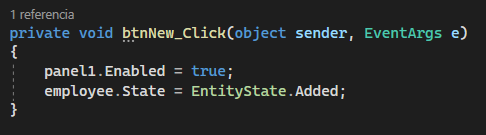 1 referencia
private void btnNew_Click(object sender, EventArgs e)
{
panel1.Enabled = true;
employee.State = EntityState.Added;
}